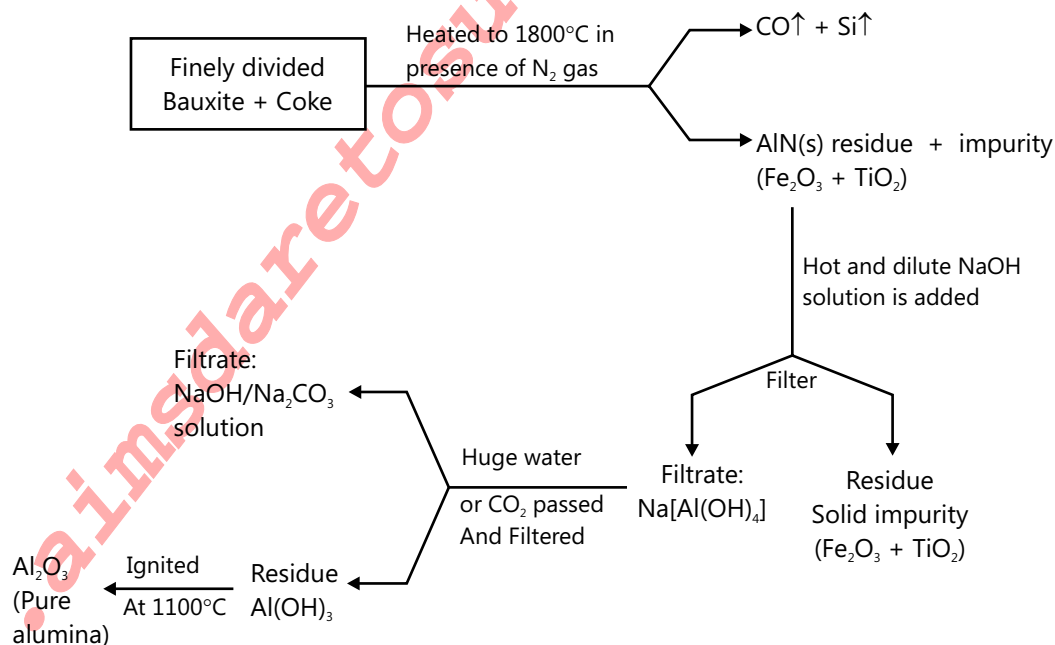 Finely divided
Bauxite + Coke
Heated to 1800°C in
presence of N₂ gas
CO↑ + Si↑
AlN(s) residue + impurity
(Fe₂O₃ + TiO₂)
Hot and dilute NaOH
solution is added
Filter
Filtrate:
Na[Al(OH)₄]
Residue
Solid impurity
(Fe₂O₃ + TiO₂)
Huge water
or CO₂ passed
And Filtered
Filtrate:
NaOH/Na₂CO₃
solution
Residue
Al(OH)₃
Ignited
At 1100°C
Al₂O₃
(Pure
alumina)
.aimsdaretosu